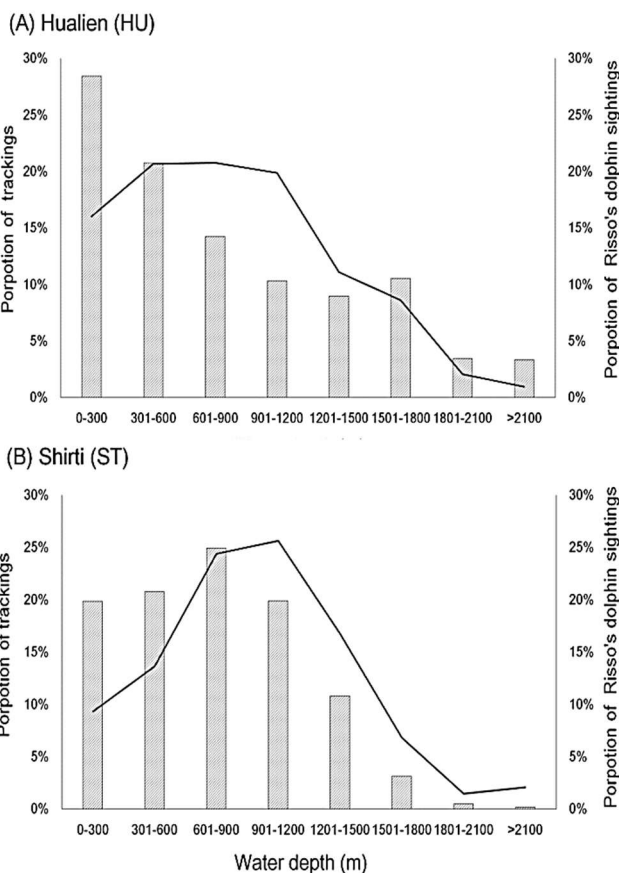 (A) Hualien (HU)
30% 30%
25% 25%
20% 20%
15% 15%
10% 10%
5% 5%
0% 0%
Porpotion of trackings
Porpotion of Risso's dolphin sightings
0-300 301-600 601-900 901-1200 1201-1500 1501-1800 1801-2100 >2100
(B) Shirti (ST)
30% 30%
25% 25%
20% 20%
15% 15%
10% 10%
5% 5%
0% 0%
Porpotion of trackings
Porpotion of Risso's dolphin sightings
0-300 301-600 601-900 901-1200 1201-1500 1501-1800 1801-2100 >2100
Water depth (m)